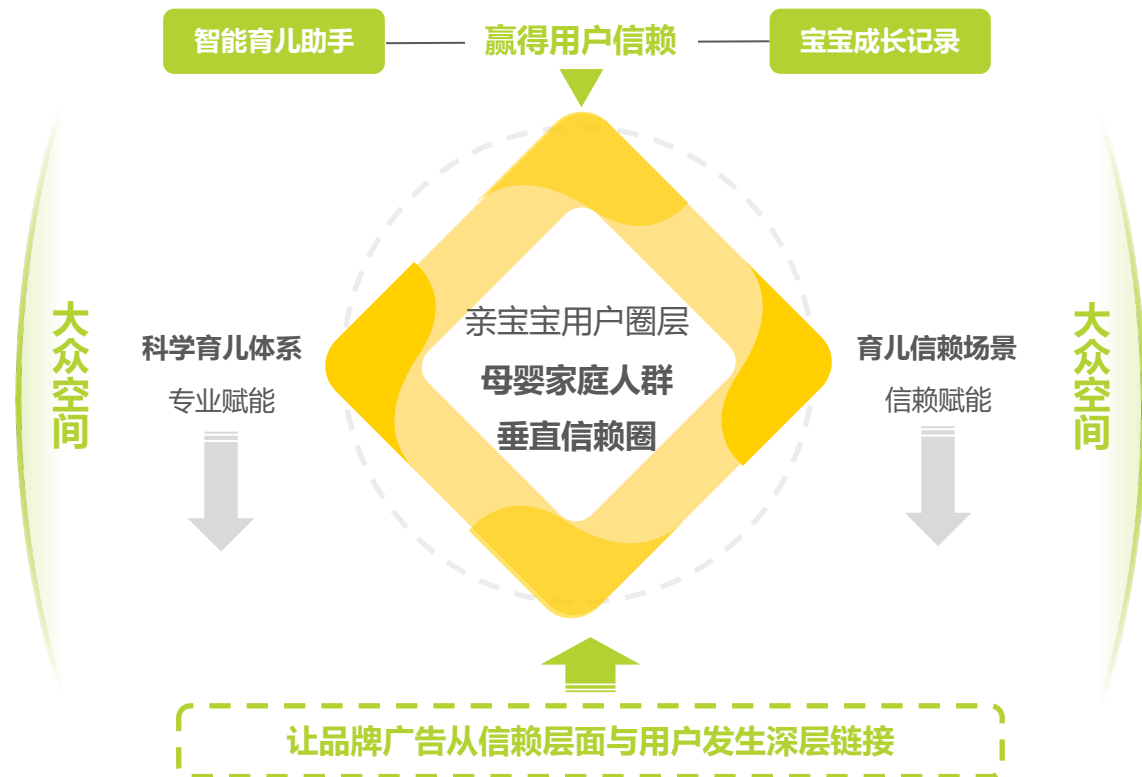 智能育儿助手
赢得用户信赖
宝宝成长记录
大众空间
科学育儿体系
专业赋能
亲宝宝用户圈层
母婴家庭人群
垂直信赖圈
育儿信赖场景
信赖赋能
大众空间
让品牌广告从信赖层面与用户发生深层链接